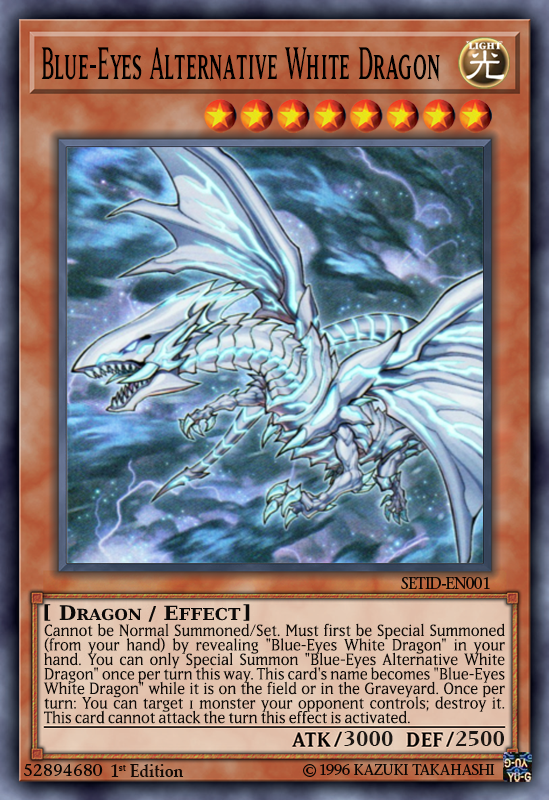 Blue-Eyes Alternative White Dragon
LIGHT
光
SETID-EN001
[ Dragon / Effect ]
Cannot be Normal Summoned/Set. Must first be Special Summoned
(from your hand) by revealing "Blue-Eyes White Dragon" in your
hand. You can only Special Summon "Blue-Eyes Alternative White
Dragon" once per turn this way. This card's name becomes "Blue-Eyes
White Dragon" while it is on the field or in the Graveyard. Once per
turn: You can target 1 monster your opponent controls; destroy it.
This card cannot attack the turn this effect is activated.
ATK/3000 DEF/2500
52894680 1st Edition © 1996 KAZUKI TAKAHASHI